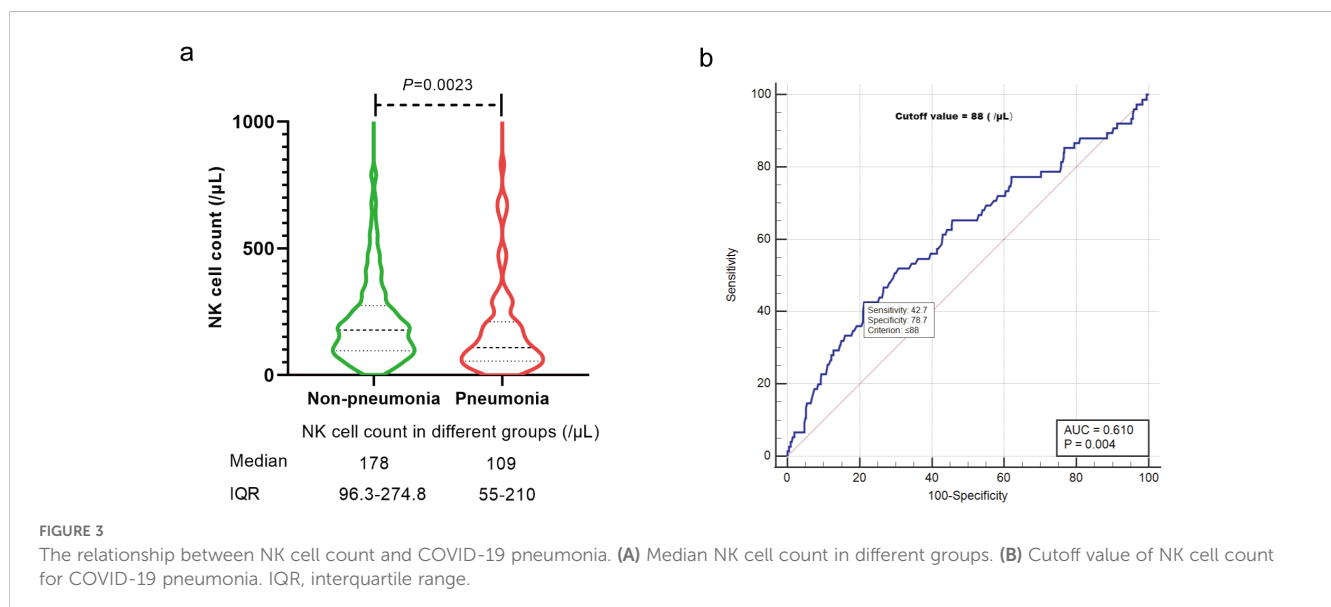 a
P=0.0023
1000
500
0
NK cell count (/μL)
Non-pneumonia Pneumonia
NK cell count in different groups (/μL)
Median 178 109
IQR 96.3-274.8 55-210
b
Cutoff value = 88 ( /μL)
100
80
60
40
20
0
Sensitivity
Sensitivity: 42.7
Specificity: 78.7
Criterion: ≤88
AUC = 0.610
P = 0.004
0 20 40 60 80 100
100-Specificity
FIGURE 3
The relationship between NK cell count and COVID-19 pneumonia. (A) Median NK cell count in different groups. (B) Cutoff value of NK cell count
for COVID-19 pneumonia. IQR, interquartile range.